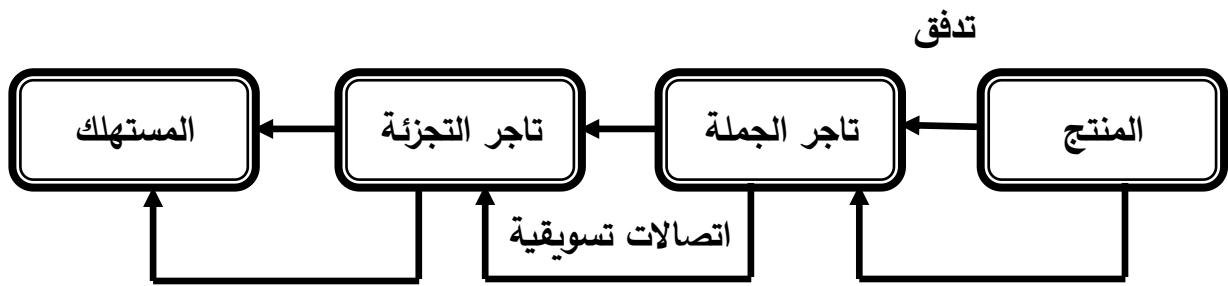 تدفق
المنتج
تاجر الجملة
تاجر التجزئة
المستهلك
اتصالات تسويقية